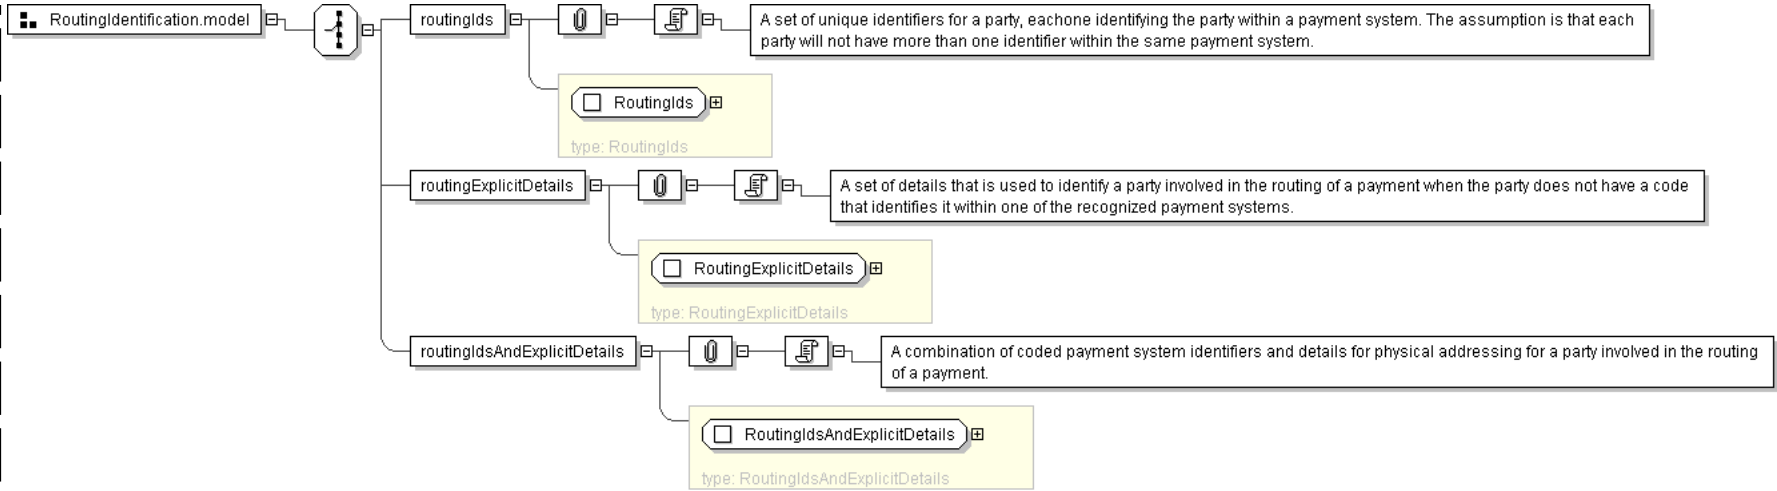 RoutingIdentification.model
routingIds
A set of unique identifiers for a party, eachone identifying the party within a payment system. The assumption is that each
party will not have more than one identifier within the same payment system.
RoutingIds
type: RoutingIds
routingExplicitDetails
A set of details that is used to identify a party involved in the routing of a payment when the party does not have a code
that identifies it within one of the recognized payment systems.
RoutingExplicitDetails
type: RoutingExplicitDetails
routingIdsAndExplicitDetails
A combination of coded payment system identifiers and details for physical addressing for a party involved in the routing
of a payment.
RoutingIdsAndExplicitDetails
type: RoutingIdsAndExplicitDetails